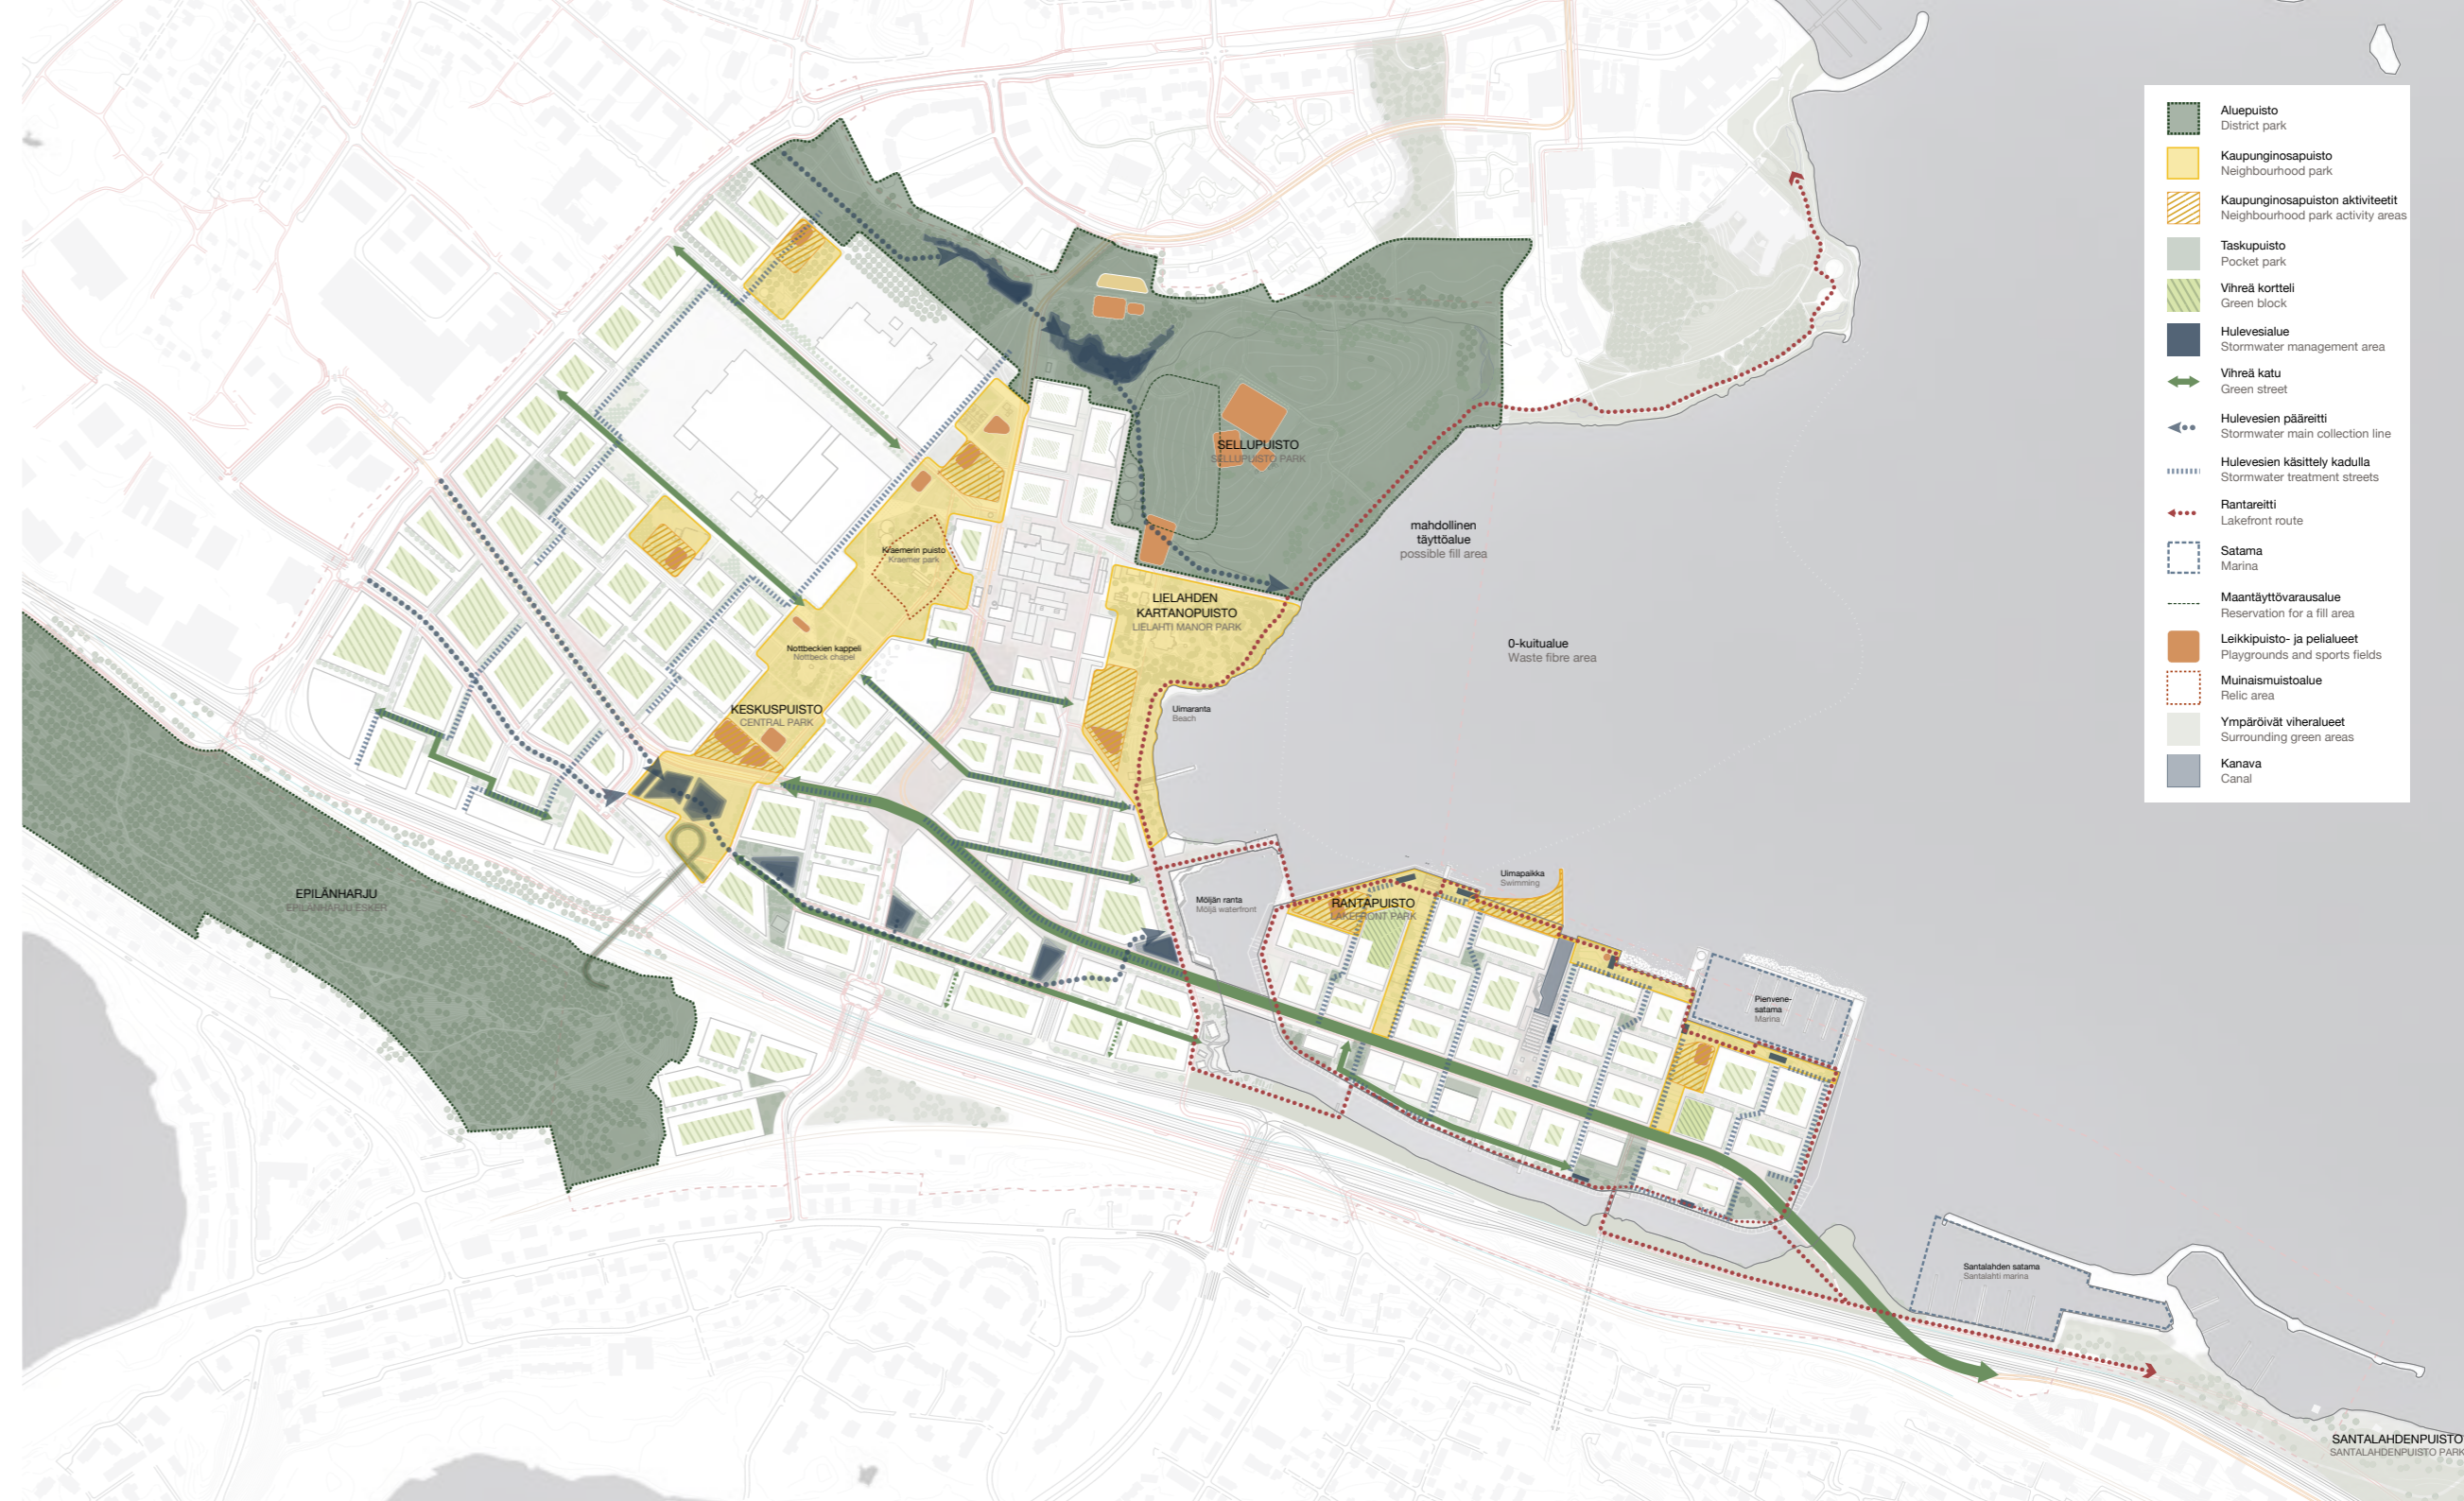 Aluepuisto
District park
Kaupunginosapuisto
Neighbourhood park
Kaupunginosapuiston aktiviteetit
Neighbourhood park activity areas
Taskupuisto
Pocket park
Vihreä kortteli
Green block
Hulevesialue
Stormwater management area
Vihreä katu
Green street
Hulevesien pääreitti
Stormwater main collection line
Hulevesien käsittely kadulla
Stormwater treatment streets
Rantareitti
Lakefront route
Satama
Marina
Maantäyttövarausalue
Reservation for a fill area
Leikkipuisto- ja pelialueet
Playgrounds and sports fields
Muinaismuistoalue
Relic area
Ympäröivät viheralueet
Surrounding green areas
Kanava
Canal
SELLUPUISTO
SELLUPUISTO PARK
mahdollinen
täyttöalue
possible fill area
Kraemerin puisto
Kraemer park
LIELAHDEN
KARTANOPUISTO
LIELAHTI MANOR PARK
0-kuitualue
Waste fibre area
Nottbeckien kappeli
Nottbeck chapel
KESKUSPUISTO
CENTRAL PARK
Uimaranta
Beach
EPILÄNHARJU
EPILÄNHARJU ESKER
Möljän ranta
Möljä waterfront
RANTAPUISTO
LAKEFRONT PARK
Uimapaikka
Swimming
Pienvene-
satama
Marina
Santalahden satama
Santalahti marina
SANTALAHDENPUISTO
SANTALAHDENPUISTO PARK